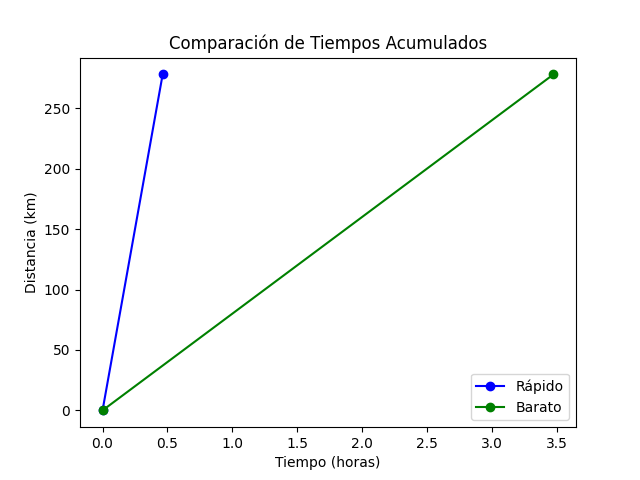 Comparación de Tiempos Acumulados
Distancia (km)
250
200
150
100
50
0
0.0 0.5 1.0 1.5 2.0 2.5 3.0 3.5
Tiempo (horas)
Rápido
Barato